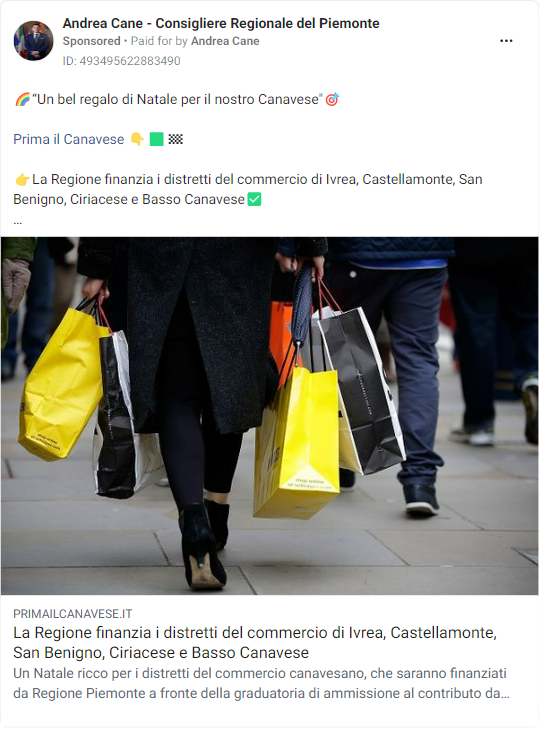 Andrea Cane - Consigliere Regionale del Piemonte
Sponsored • Paid for by Andrea Cane
ID: 493495622883490
🌈"Un bel regalo di Natale per il nostro Canavese"🎯
Prima il Canavese 👇 🟩 🏁
👉La Regione finanzia i distretti del commercio di Ivrea, Castellamonte, San
Benigno, Ciriacese e Basso Canavese✅
...
PRIMAILCANAVESE.IT
La Regione finanzia i distretti del commercio di Ivrea, Castellamonte,
San Benigno, Ciriacese e Basso Canavese
Un Natale ricco per i distretti del commercio canavesano, che saranno finanziati
da Regione Piemonte a fronte della graduatoria di ammissione al contributo da...